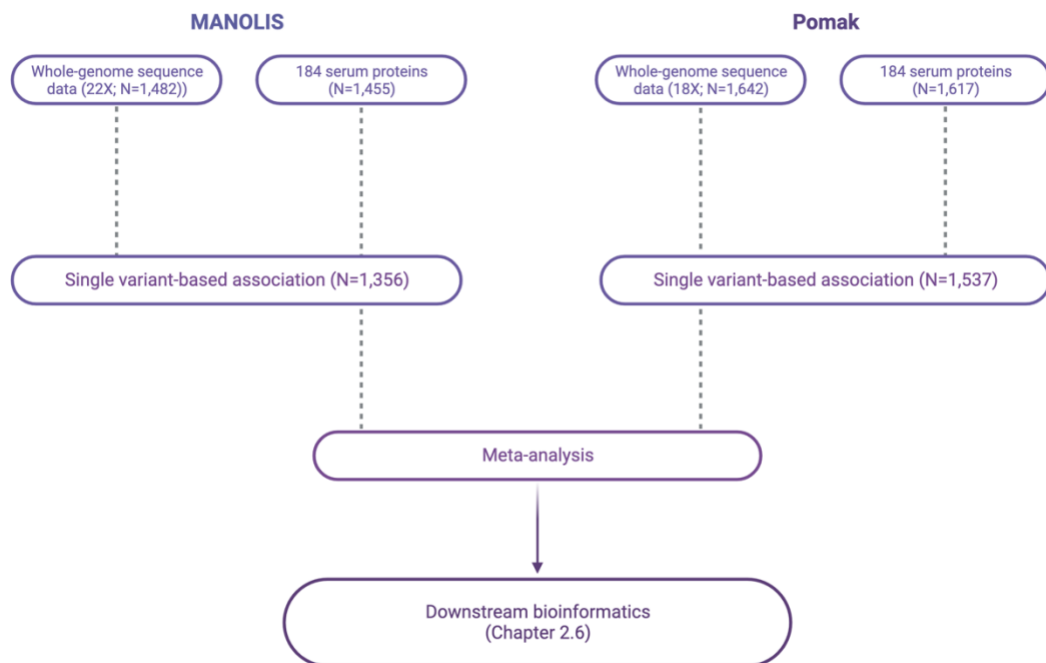 MANOLIS
Pomak
Whole-genome sequence
data (22X; N=1,482))
184 serum proteins
(N=1,455)
Whole-genome sequence
data (18X; N=1,642)
184 serum proteins
(N=1,617)
Single variant-based association (N=1,356)
Single variant-based association (N=1,537)
Meta-analysis
Downstream bioinformatics
(Chapter 2.6)